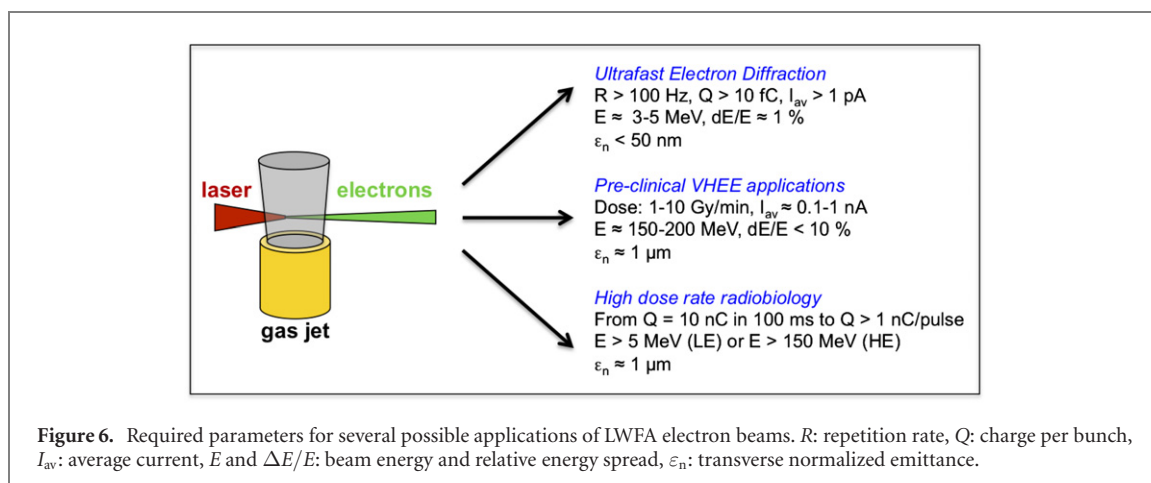 Ultrafast Electron Diffraction
R > 100 Hz, Q > 10 fC, Iav > 1 pA
E ≈ 3-5 MeV, dE/E ≈ 1 %
εn < 50 nm
laser
electrons
gas jet
Pre-clinical VHEE applications
Dose: 1-10 Gy/min, Iav ≈ 0.1-1 nA
E ≈ 150-200 MeV, dE/E < 10 %
εn ≈ 1 µm
High dose rate radiobiology
From Q = 10 nC in 100 ms to Q > 1 nC/pulse
E > 5 MeV (LE) or E > 150 MeV (HE)
εn ≈ 1 µm
Figure 6. Required parameters for several possible applications of LWFA electron beams. R: repetition rate, Q: charge per bunch,
Iav: average current, E and ΔE/E: beam energy and relative energy spread, εn: transverse normalized emittance.